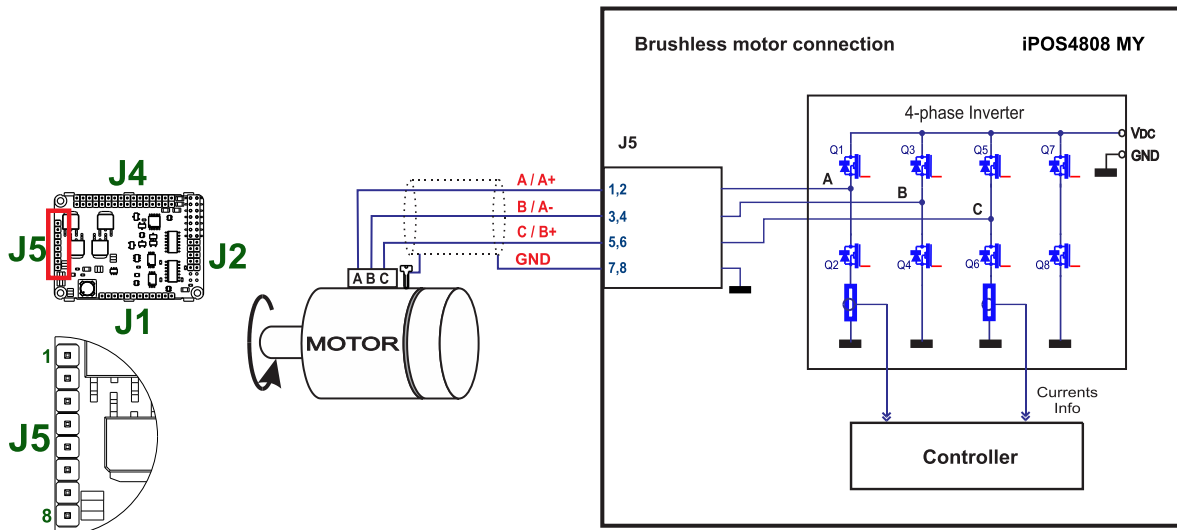 Brushless motor connection
iPOS4808 MY
4-phase Inverter
VDC
GND
Q1
Q3
Q5
Q7
A
B
C
Q2
Q4
Q6
Q8
J5
A / A+
1,2
B / A-
3,4
C / B+
5,6
GND
7,8
J4
J5
J2
J1
A B C
MOTOR
1
J5
8
Currents
Info
Controller